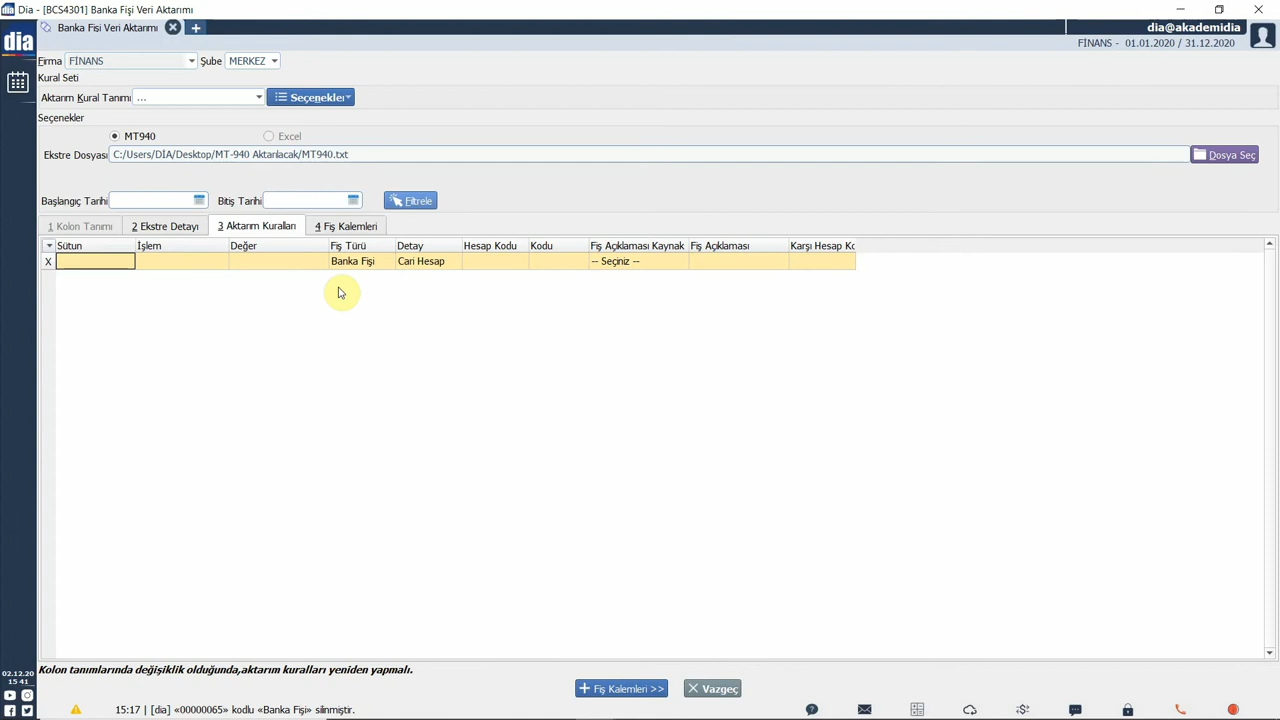 Dia - [BCS4301] Banka Fişi Veri Aktarımı
dia
Banka Fişi Veri Aktarımı
dia@akademidia
FİNANS - 01.01.2020 / 31.12.2020
Firma FİNANS Şube MERKEZ
Kural Seti
Aktarım Kural Tanımı ... Seçenekler
Seçenekler
MT940 Excel
Ekstre Dosyası C:/Users/DİA/Desktop/MT-940 Aktarılacak/MT940.txt Dosya Seç
Başlangıç Tarihi Bitiş Tarihi Filtrele
1 Kolon Tanımı 2 Ekstre Detayı 3 Aktarım Kuralları 4 Fiş Kalemleri
Sütun İşlem Değer Fiş Türü Detay Hesap Kodu Kodu Fiş Açıklaması Kaynak Fiş Açıklaması Karşı Hesap Kc
X Banka Fişi Cari Hesap -- Seçiniz --
Kolon tanımlarında değişiklik olduğunda,aktarım kuralları yeniden yapmalı.
02.12.20
15 41
Fiş Kalemleri >> Vazgeç
15:17 | [dia] «00000065» kodlu «Banka Fişi» silinmiştir.